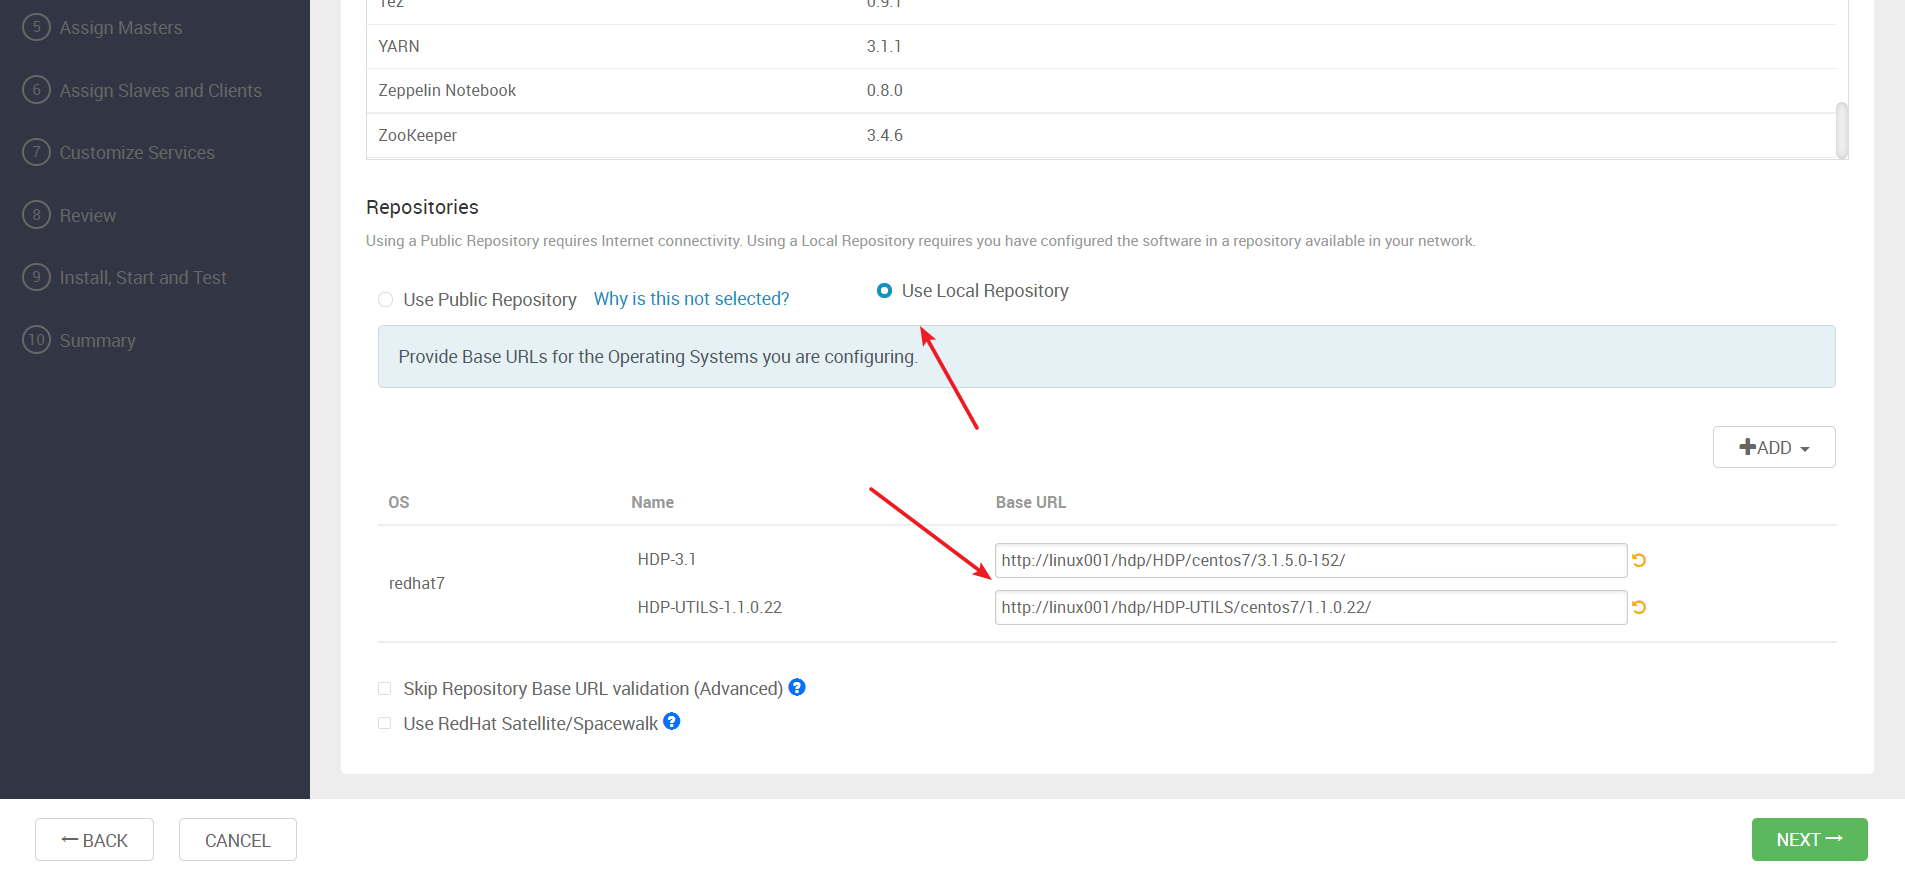 5 Assign Masters
6 Assign Slaves and Clients
7 Customize Services
8 Review
9 Install, Start and Test
10 Summary
Tez 0.9.1
YARN 3.1.1
Zeppelin Notebook 0.8.0
ZooKeeper 3.4.6
Repositories
Using a Public Repository requires Internet connectivity. Using a Local Repository requires you have configured the software in a repository available in your network.
Use Public Repository Why is this not selected? Use Local Repository
Provide Base URLs for the Operating Systems you are configuring.
ADD
OS Name Base URL
HDP-3.1 http://linux001/hdp/HDP/centos7/3.1.5.0-152/
redhat7
HDP-UTILS-1.1.0.22 http://linux001/hdp/HDP-UTILS/centos7/1.1.0.22/
Skip Repository Base URL validation (Advanced) ?
Use RedHat Satellite/Spacewalk ?
← BACK CANCEL NEXT →